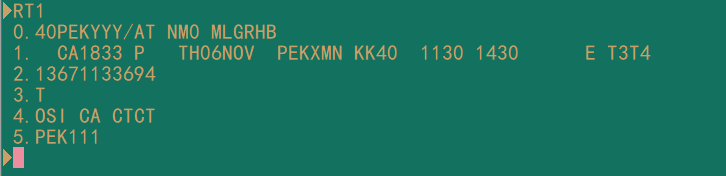 ▶RT1
0.40PEKYYY/AT NM0 MLGRHB
1. CA1833 P TH06NOV PEKXMN KK40 1130 1430 E T3T4
2.13671133694
3.T
4.OSI CA CTCT
5.PEK111
▶